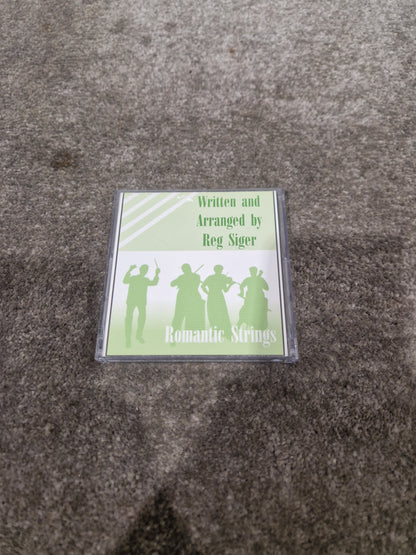 Written and
Arranged by
Reg Siger
Romantic Strings